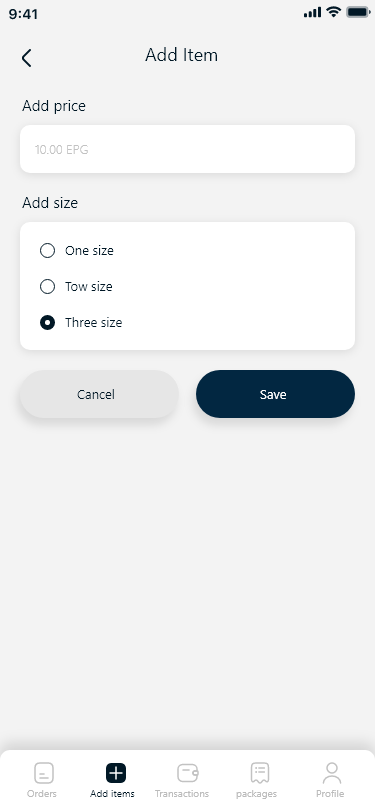 9:41
Add Item
Add price
10.00 EPG
Add size
One size
Tow size
Three size
Cancel
Save
Orders
Add items
Transactions
packages
Profile